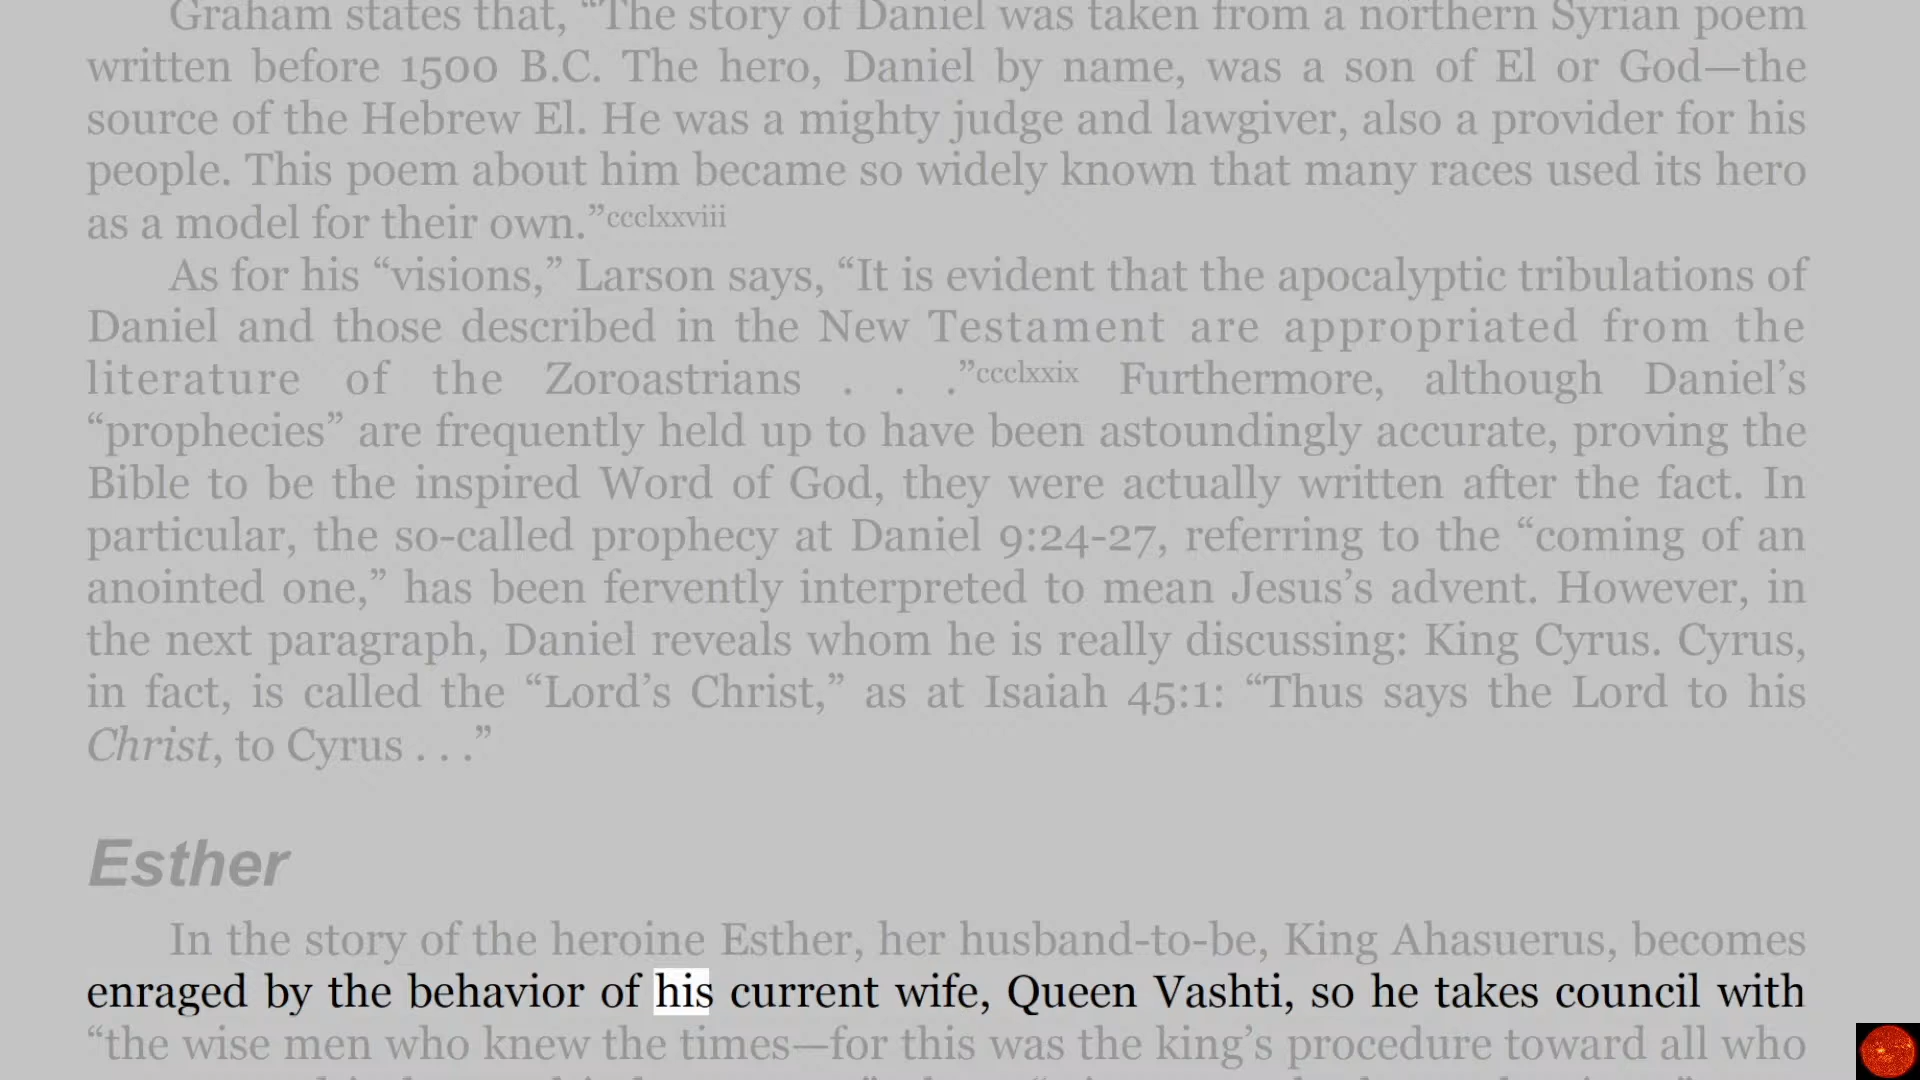 Graham states that, “The story of Daniel was taken from a northern Syrian poem
written before 1500 B.C. The hero, Daniel by name, was a son of El or God—the
source of the Hebrew El. He was a mighty judge and lawgiver, also a provider for his
people. This poem about him became so widely known that many races used its hero
as a model for their own.”ccclxxviii
As for his “visions,” Larson says, “It is evident that the apocalyptic tribulations of
Daniel and those described in the New Testament are appropriated from the
literature of the Zoroastrians . . .”ccclxxix Furthermore, although Daniel’s
“prophecies” are frequently held up to have been astoundingly accurate, proving the
Bible to be the inspired Word of God, they were actually written after the fact. In
particular, the so-called prophecy at Daniel 9:24-27, referring to the “coming of an
anointed one,” has been fervently interpreted to mean Jesus’s advent. However, in
the next paragraph, Daniel reveals whom he is really discussing: King Cyrus. Cyrus,
in fact, is called the “Lord’s Christ,” as at Isaiah 45:1: “Thus says the Lord to his
Christ, to Cyrus . . .”
Esther
In the story of the heroine Esther, her husband-to-be, King Ahasuerus, becomes
enraged by the behavior of his current wife, Queen Vashti, so he takes council with
“the wise men who knew the times—for this was the king’s procedure toward all who